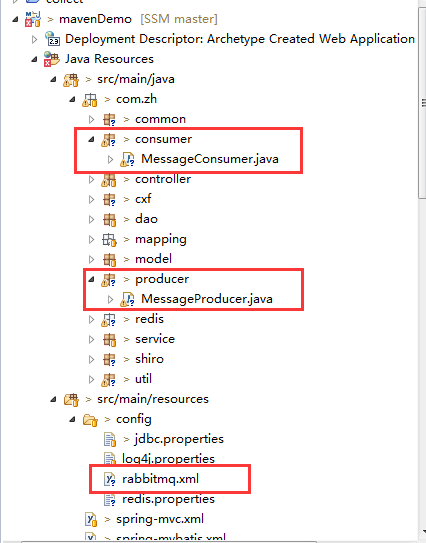 > collect
> mavenDemo [SSM master]
Deployment Descriptor: Archetype Created Web Application
Java Resources
> src/main/java
> com.zh
> common
> consumer
MessageConsumer.java
> controller
> cxf
> dao
> mapping
> model
> producer
MessageProducer.java
> redis
> service
> shiro
> util
> src/main/resources
> config
> jdbc.properties
log4j.properties
rabbitmq.xml
redis.properties
> spring-mvc.xml
> spring-mybatis.xml